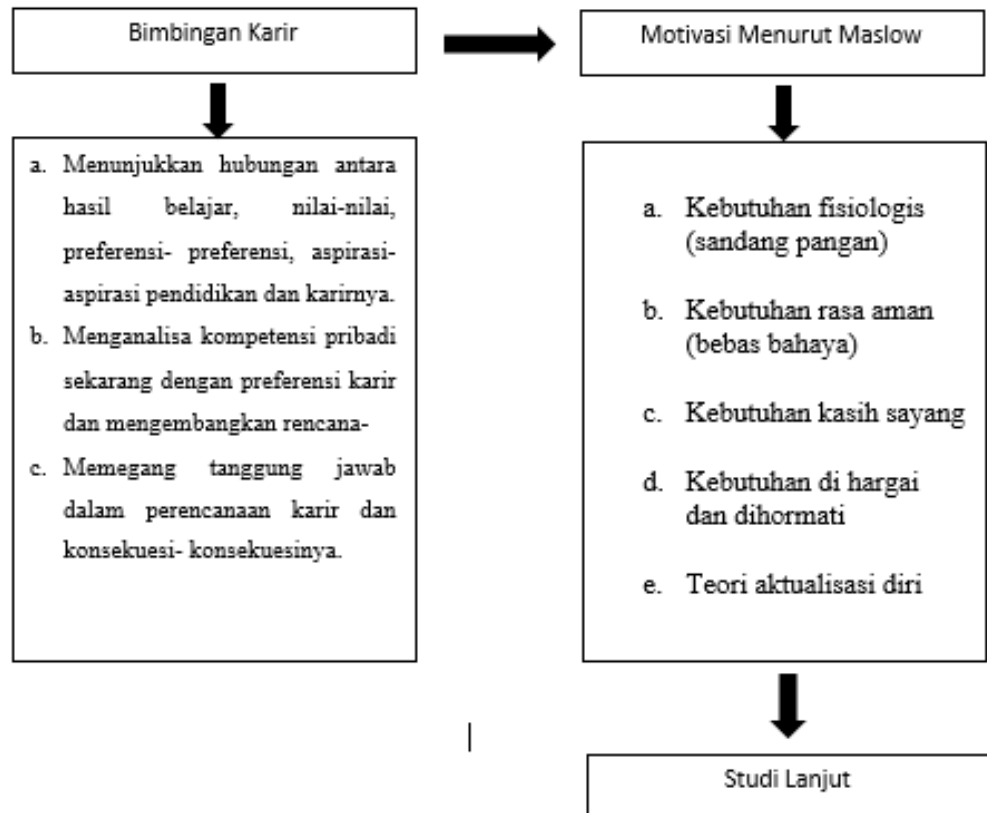 Bimbingan Karir
Motivasi Menurut Maslow
a. Menunjukkan hubungan antara
hasil belajar, nilai-nilai,
preferensi- preferensi, aspirasi-
aspirasi pendidikan dan karirnya.
b. Menganalisa kompetensi pribadi
sekarang dengan preferensi karir
dan mengembangkan rencana-
c. Memegang tanggung jawab
dalam perencanaan karir dan
konsekuesi- konsekuesinya.
a. Kebutuhan fisiologis
(sandang pangan)
b. Kebutuhan rasa aman
(bebas bahaya)
c. Kebutuhan kasih sayang
d. Kebutuhan di hargai
dan dihormati
e. Teori aktualisasi diri
Studi Lanjut